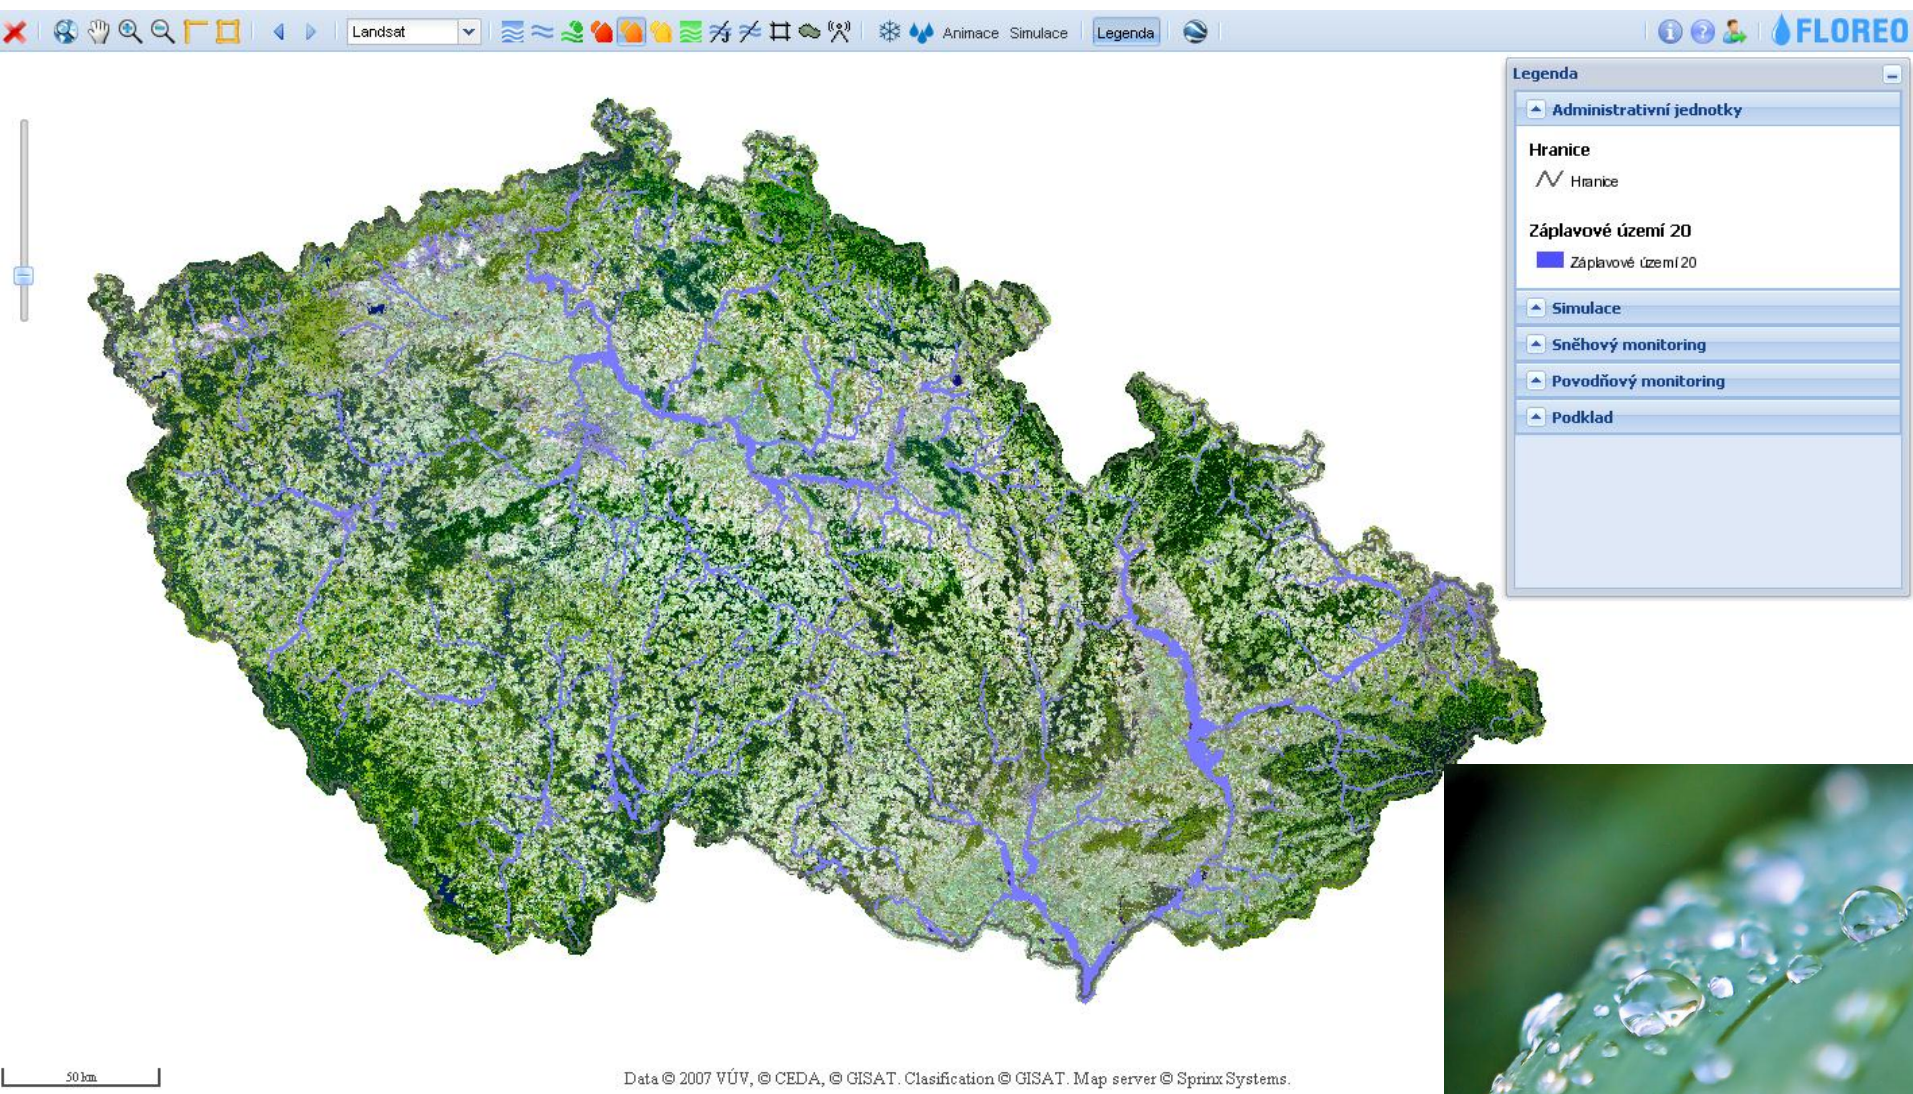 Landsat
Animace Simulace
Legenda
FLOREO
Legenda
Administrativní jednotky
Hranice
Hranice
Záplavové území 20
Záplavové území 20
Simulace
Sněhový monitoring
Povodňový monitoring
Podklad
50 km
Data © 2007 VÚV, © CEDA, © GISAT. Clasification © GISAT. Map server © Sprinx Systems.